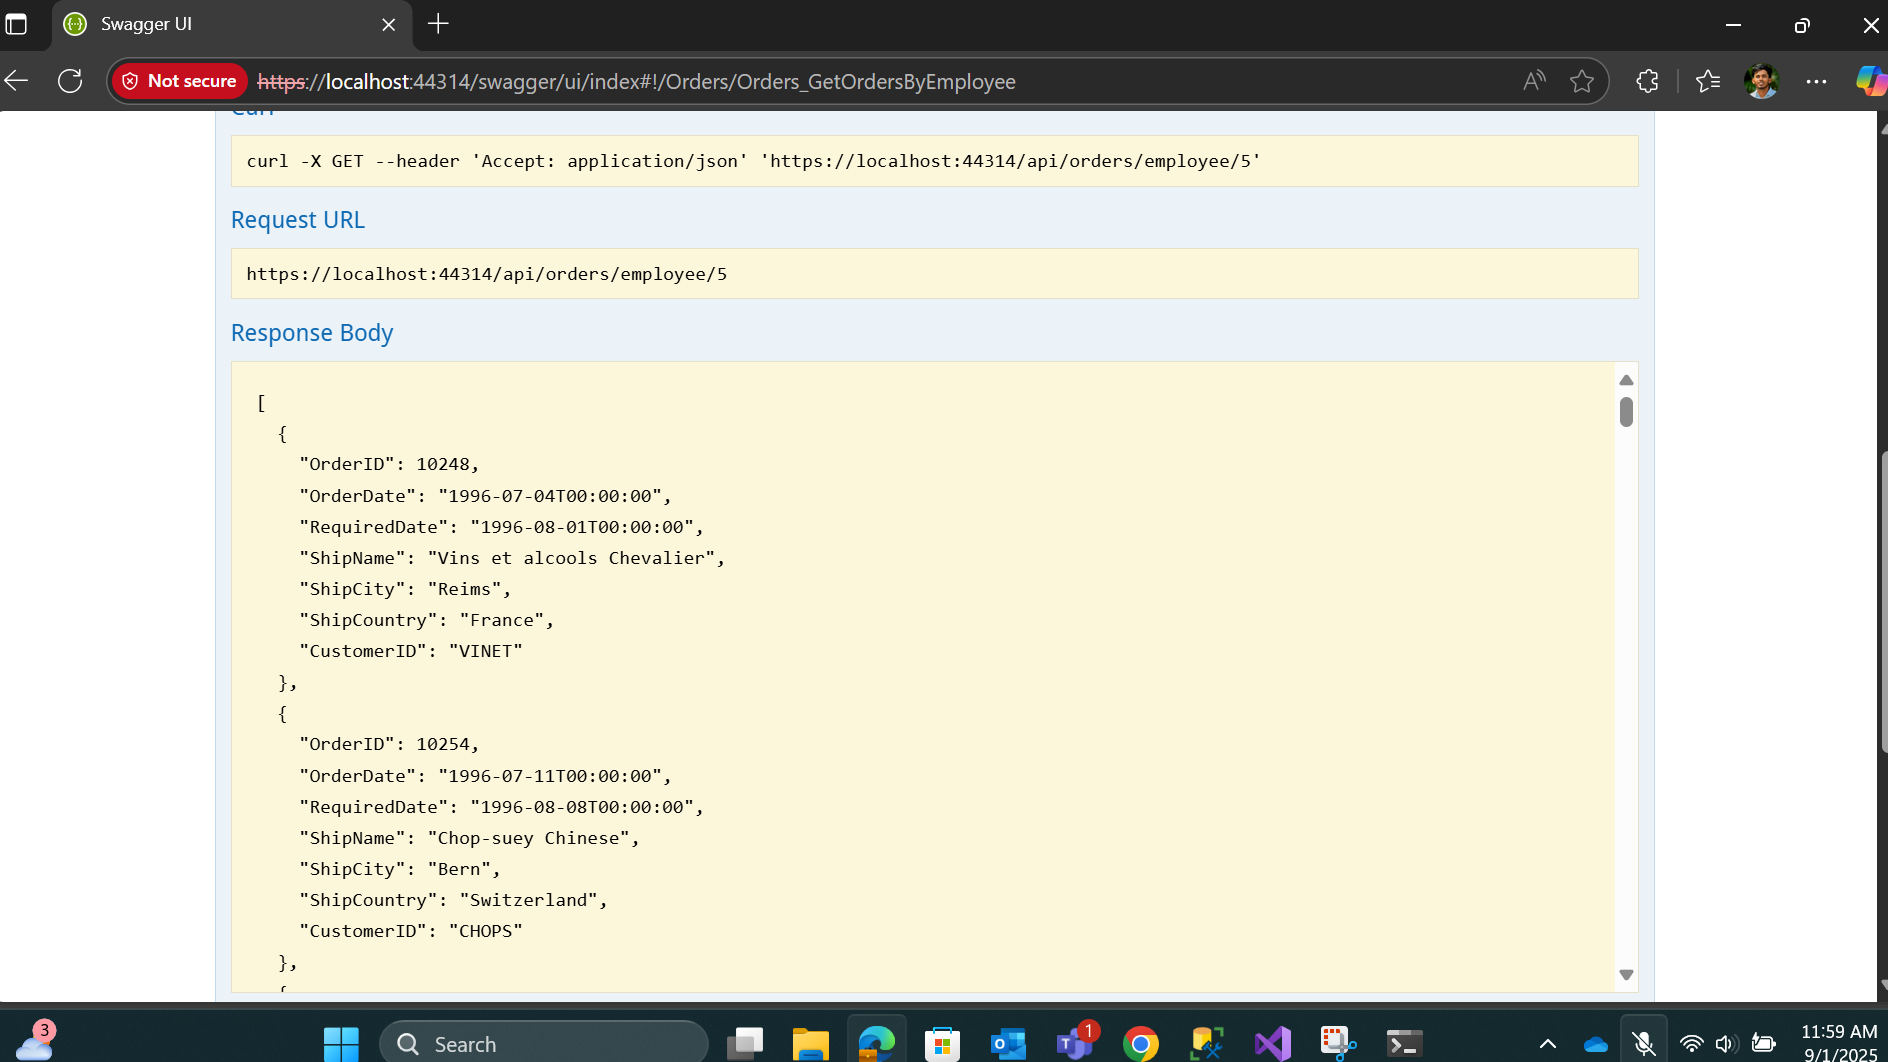 Swagger UI
Not secure https://localhost:44314/swagger/ui/index#!/Orders/Orders_GetOrdersByEmployee
Curl
curl -X GET --header 'Accept: application/json' 'https://localhost:44314/api/orders/employee/5'
Request URL
https://localhost:44314/api/orders/employee/5
Response Body
[
{
"OrderID": 10248,
"OrderDate": "1996-07-04T00:00:00",
"RequiredDate": "1996-08-01T00:00:00",
"ShipName": "Vins et alcools Chevalier",
"ShipCity": "Reims",
"ShipCountry": "France",
"CustomerID": "VINET"
},
{
"OrderID": 10254,
"OrderDate": "1996-07-11T00:00:00",
"RequiredDate": "1996-08-08T00:00:00",
"ShipName": "Chop-suey Chinese",
"ShipCity": "Bern",
"ShipCountry": "Switzerland",
"CustomerID": "CHOPS"
},
{
3
Search
1
11:59 AM
9/1/2025